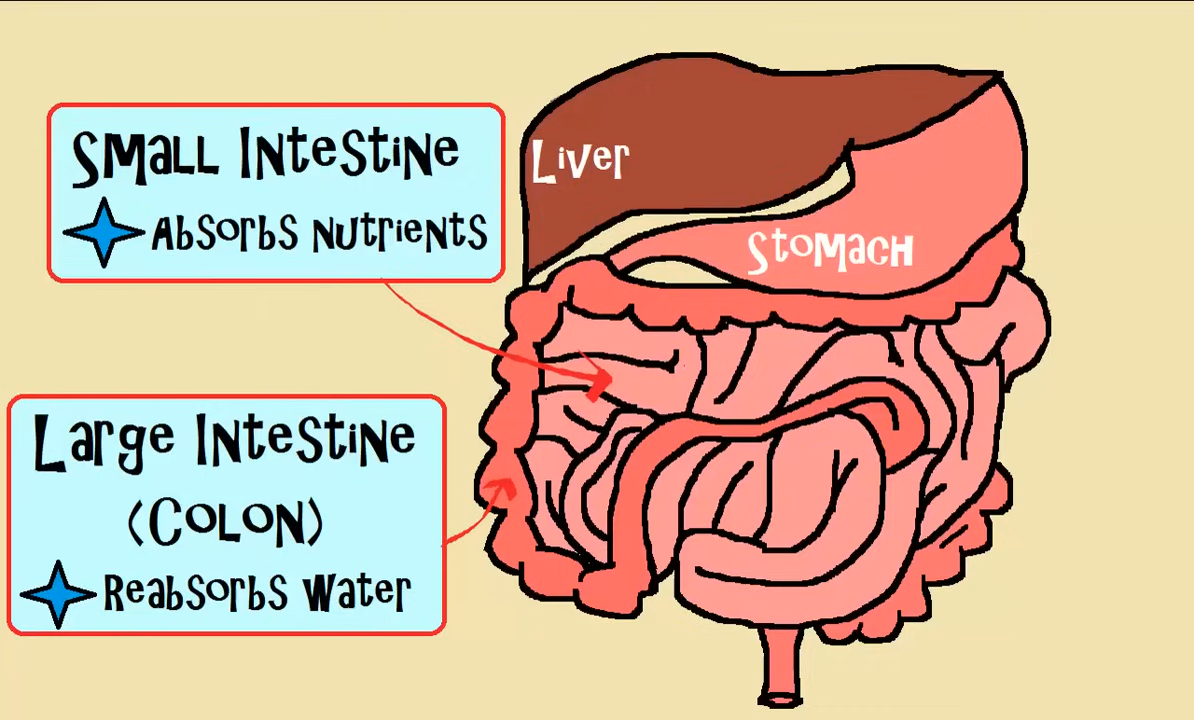 Small Intestine
Absorbs Nutrients
Large Intestine
(Colon)
Reabsorbs Water
Liver
Stomach